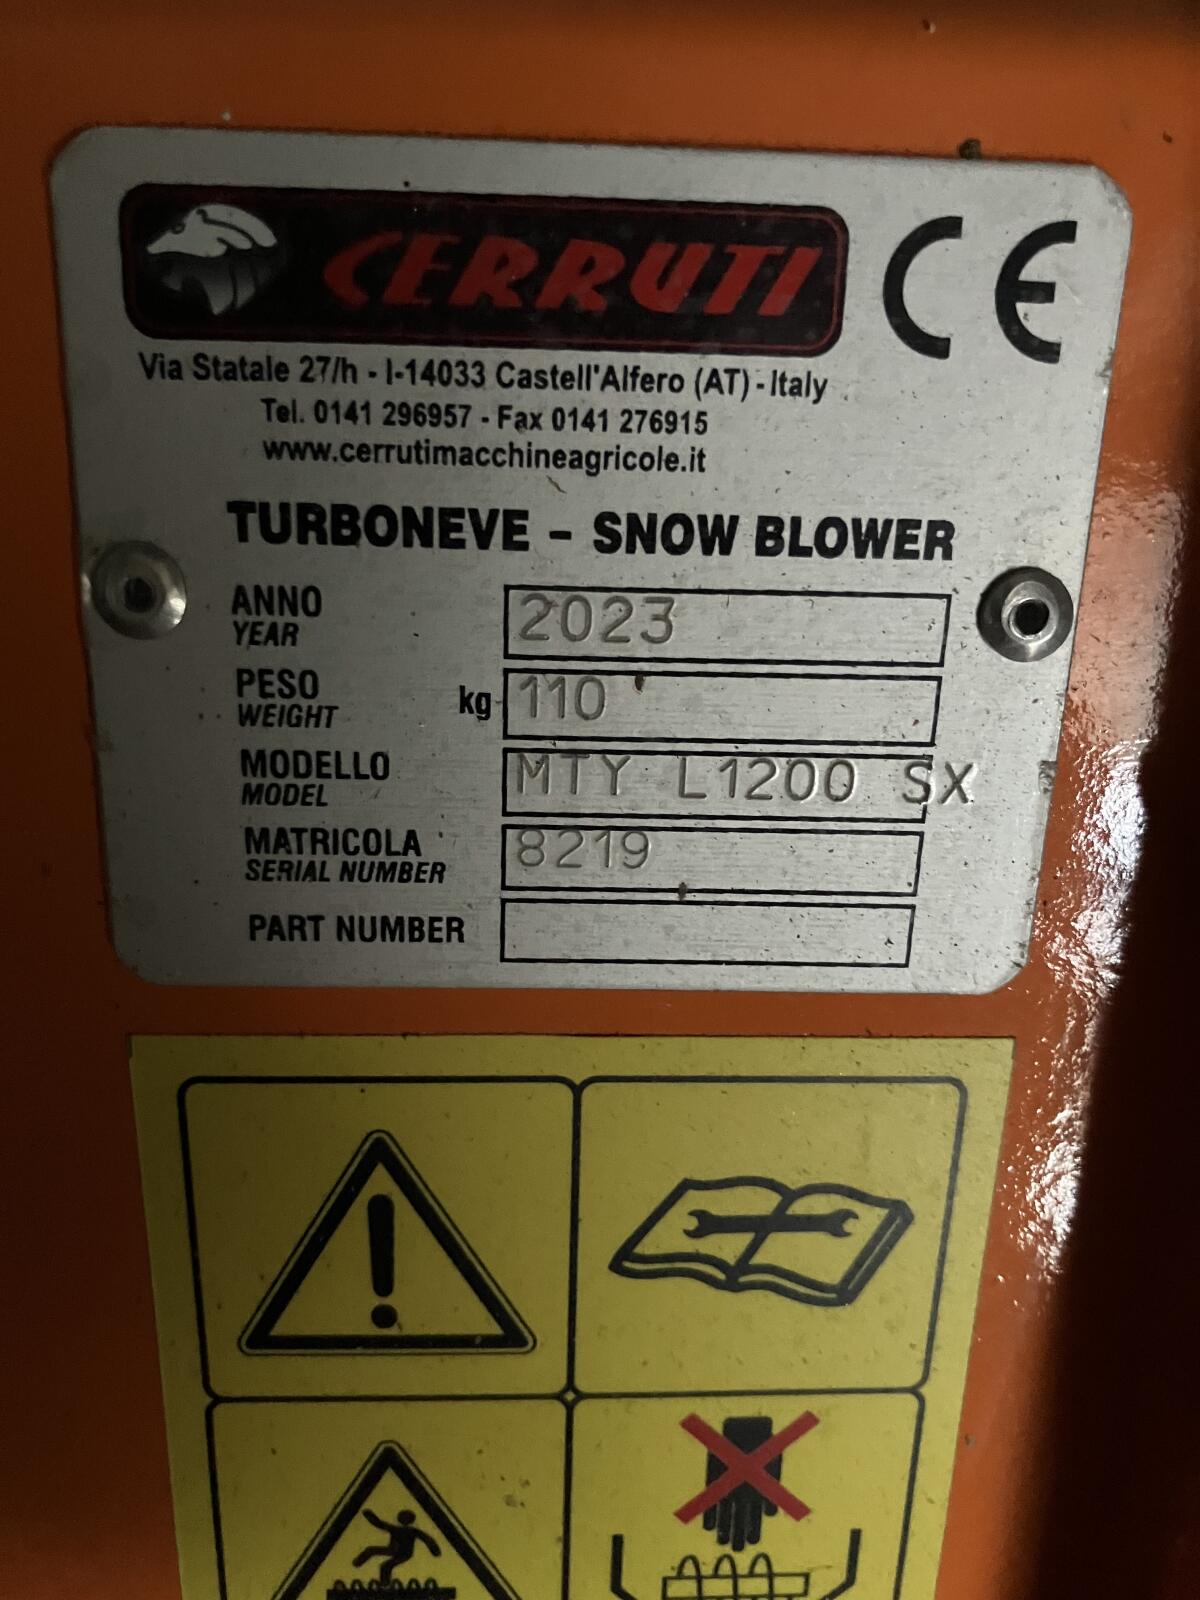 CERRUTI
CE
Via Statale 27/h - I-14033 Castell'Alfero (AT) - Italy
Tel. 0141 296957 - Fax 0141 276915
www.cerrutimacchineagricole.it
TURBONEVE - SNOW BLOWER
ANNO 2023
YEAR
PESO kg 110
WEIGHT
MODELLO MTY L1200 SX
MODEL
MATRICOLA 8219
SERIAL NUMBER
PART NUMBER